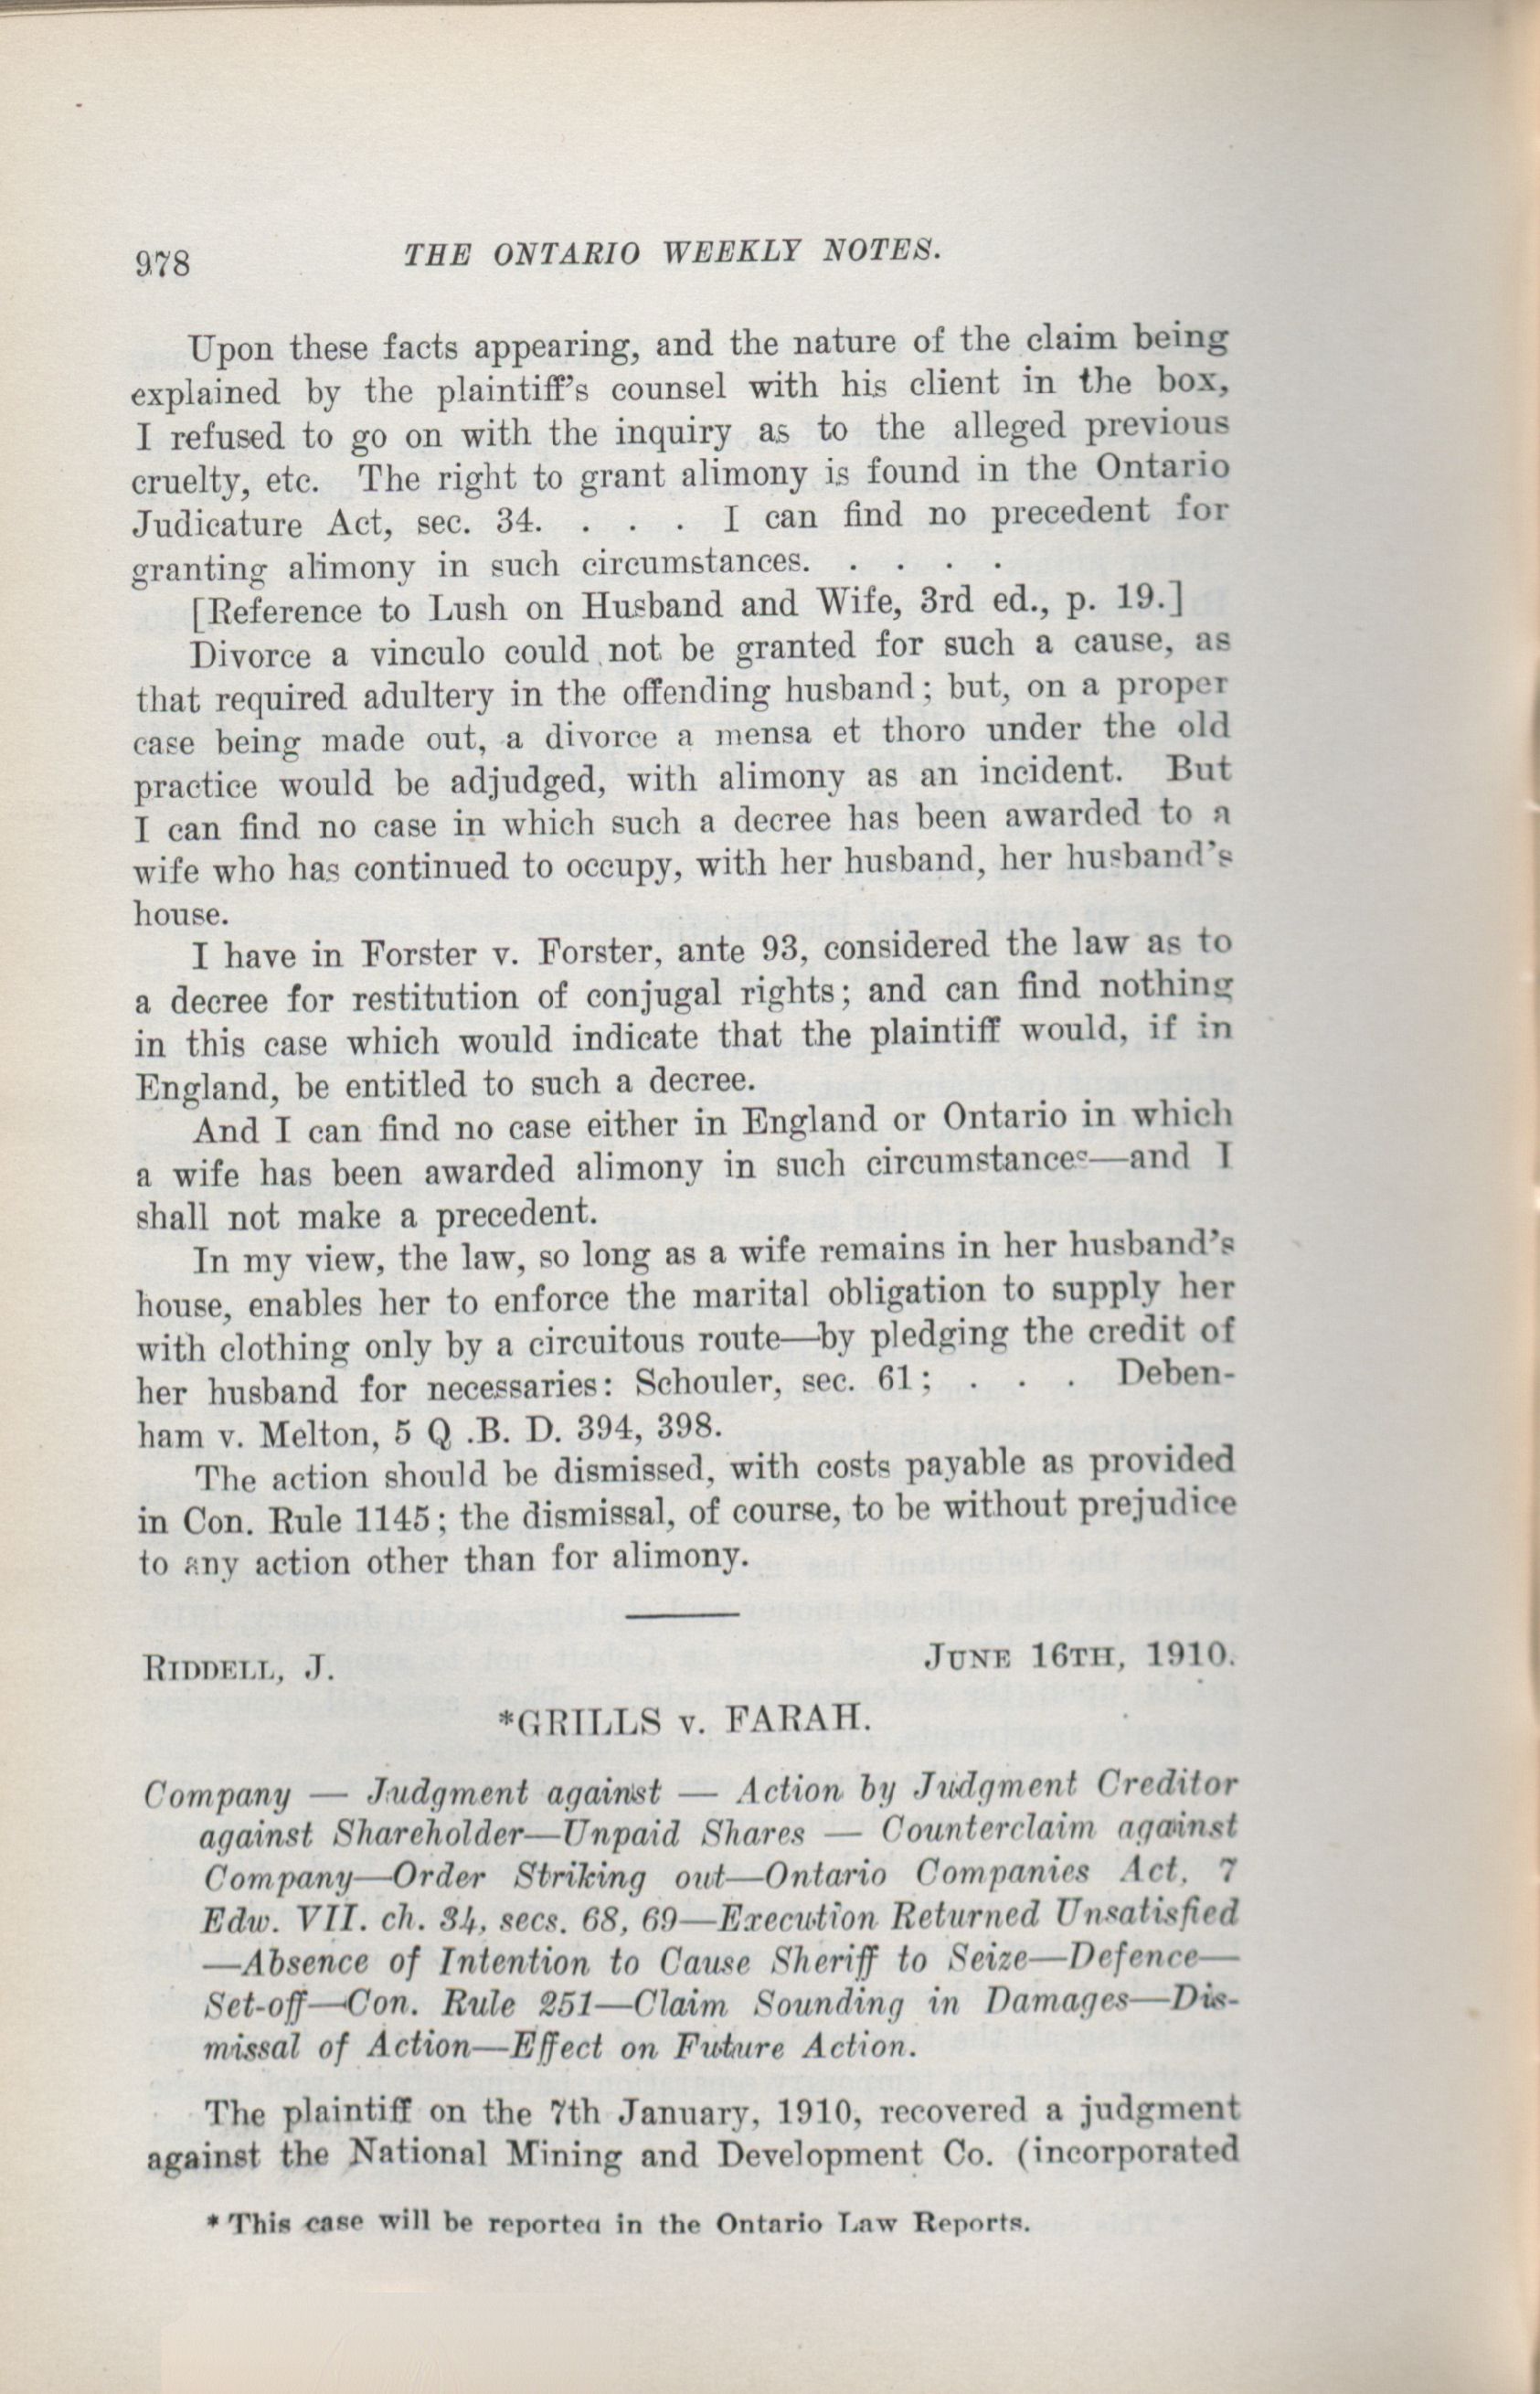 978
THE ONTARIO WEEKLY NOTES.
Upon these facts appearing, and the nature of the claim being
explained by the plaintiff's counsel with his client in the box,
I refused to go on with the inquiry as to the alleged previous
cruelty, etc. The right to grant alimony is found in the Ontario
Judicature Act, sec. 34. . . . I can find no precedent for
granting alimony in such circumstances. . . . .
[Reference to Lush on Husband and Wife, 3rd ed., p. 19.]
Divorce a vinculo could not be granted for such a cause, as
that required adultery in the offending husband; but, on a proper
case being made out, a divorce a mensa et thoro under the old
practice would be adjudged, with alimony as an incident. But
I can find no case in which such a decree has been awarded to a
wife who has continued to occupy, with her husband, her husband's
house.
I have in Forster v. Forster, ante 93, considered the law as to
a decree for restitution of conjugal rights; and can find nothing
in this case which would indicate that the plaintiff would, if in
England, be entitled to such a decree.
And I can find no case either in England or Ontario in which
a wife has been awarded alimony in such circumstances—and I
shall not make a precedent.
In my view, the law, so long as a wife remains in her husband's
house, enables her to enforce the marital obligation to supply her
with clothing only by a circuitous route—by pledging the credit of
her husband for necessaries: Schouler, sec. 61; . . . Deben-
ham v. Melton, 5 Q .B. D. 394, 398.
The action should be dismissed, with costs payable as provided
in Con. Rule 1145; the dismissal, of course, to be without prejudice
to any action other than for alimony.
RIDDELL, J.
JUNE 16TH, 1910.
*GRILLS v. FARAH.
Company — Judgment against — Action by Judgment Creditor
against Shareholder—Unpaid Shares — Counterclaim against
Company—Order Striking out—Ontario Companies Act, 7
Edw. VII. ch. 34, secs. 68, 69—Execution Returned Unsatisfied
—Absence of Intention to Cause Sheriff to Seize—Defence—
Set-off—Con. Rule 251—Claim Sounding in Damages—Dis-
missal of Action—Effect on Future Action.
The plaintiff on the 7th January, 1910, recovered a judgment
against the National Mining and Development Co. (incorporated
* This case will be reported in the Ontario Law Reports.